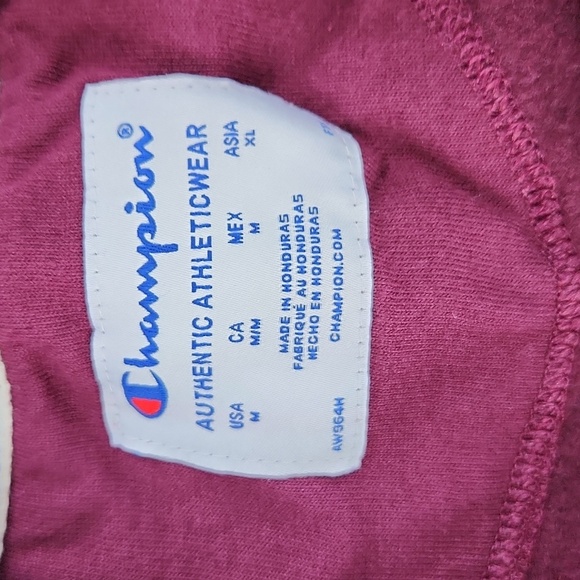 Champion®
AUTHENTIC ATHLETICWEAR
USA CA MEX ASIA
M M/M M XL
MADE IN HONDURAS
FABRIQUÉ AU HONDURAS
HECHO EN HONDURAS
CHAMPION.COM
AW964H